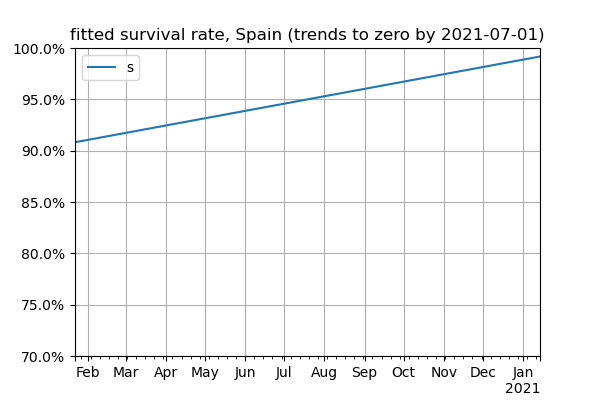 fitted survival rate, Spain (trends to zero by 2021-07-01)
100.0%
95.0%
90.0%
85.0%
80.0%
75.0%
70.0%
s
Feb Mar Apr May Jun Jul Aug Sep Oct Nov Dec Jan
2021